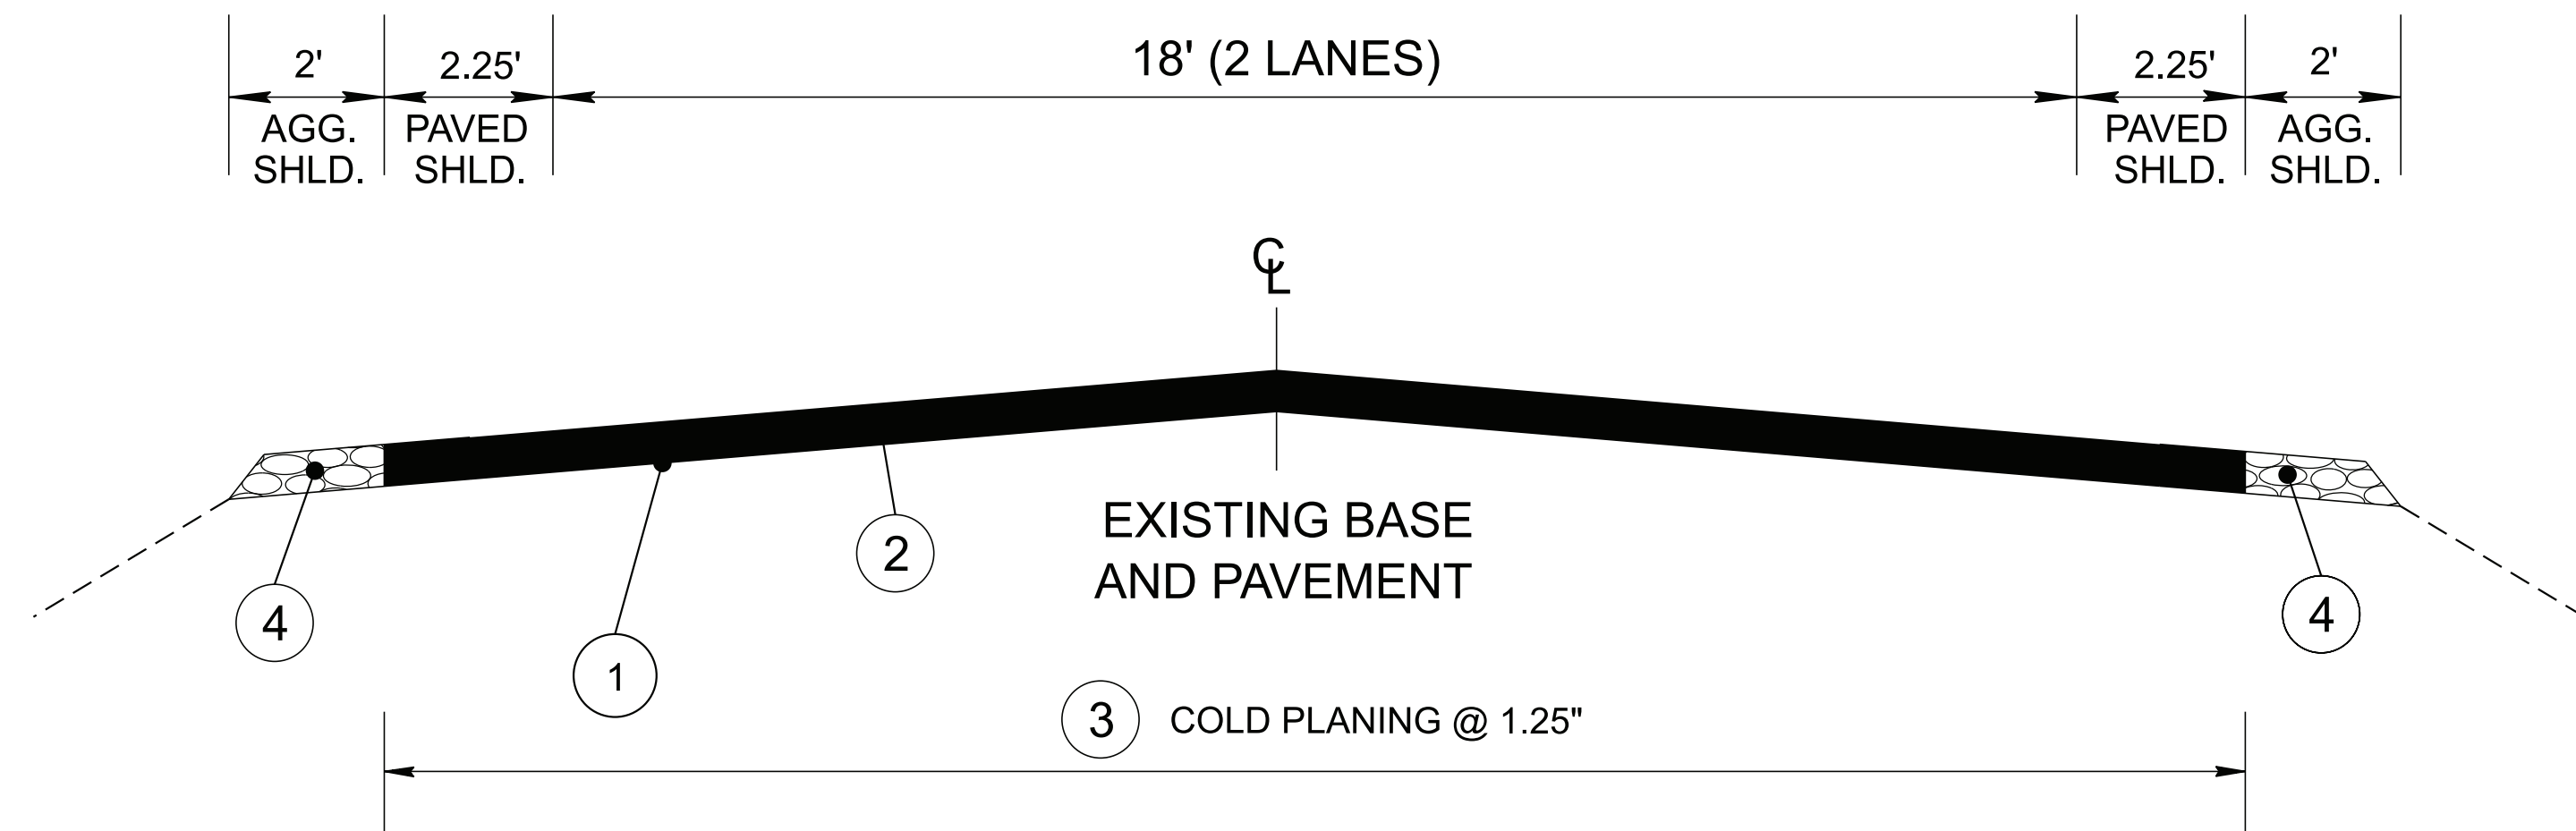 2'
2.25'
18' (2 LANES)
2.25'
2'
AGG.
SHLD.
PAVED
SHLD.
PAVED
SHLD.
AGG.
SHLD.
℄
EXISTING BASE
AND PAVEMENT
2
4
4
1
3 COLD PLANING @ 1.25"